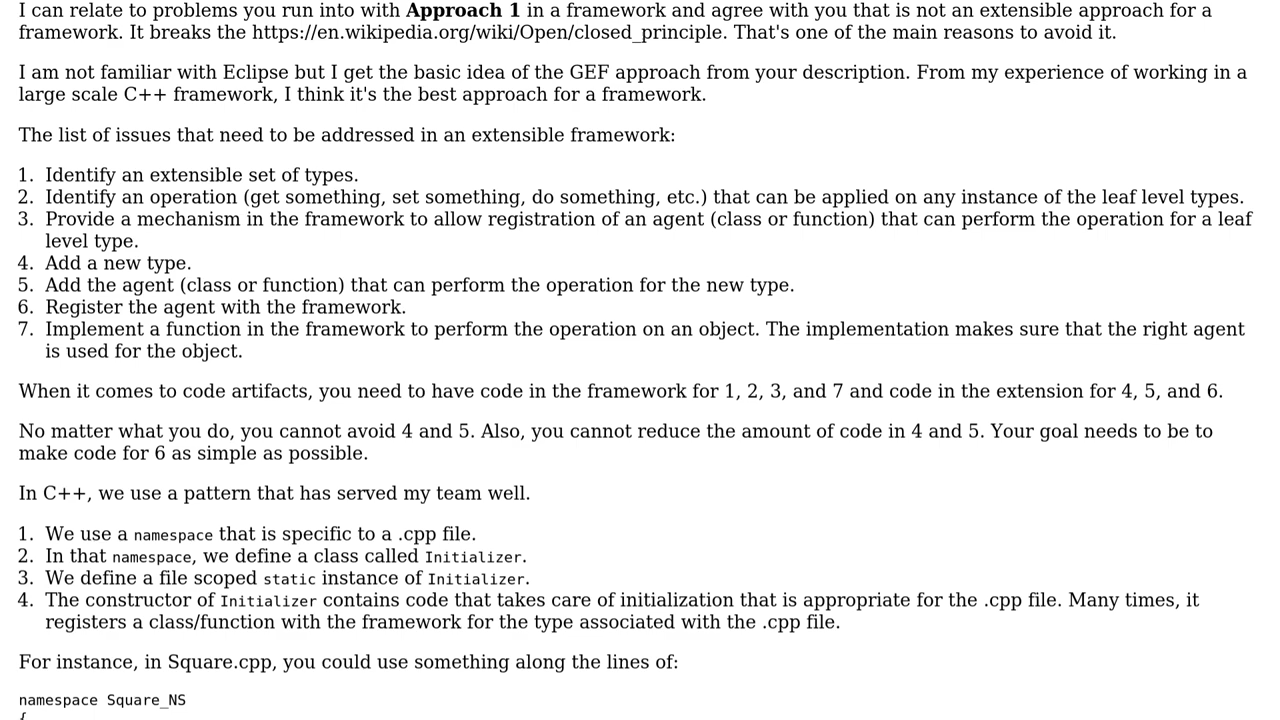 I can relate to problems you run into with Approach 1 in a framework and agree with you that is not an extensible approach for a
framework. It breaks the https://en.wikipedia.org/wiki/Open/closed_principle. That's one of the main reasons to avoid it.
I am not familiar with Eclipse but I get the basic idea of the GEF approach from your description. From my experience of working in a
large scale C++ framework, I think it's the best approach for a framework.
The list of issues that need to be addressed in an extensible framework:
1. Identify an extensible set of types.
2. Identify an operation (get something, set something, do something, etc.) that can be applied on any instance of the leaf level types.
3. Provide a mechanism in the framework to allow registration of an agent (class or function) that can perform the operation for a leaf
level type.
4. Add a new type.
5. Add the agent (class or function) that can perform the operation for the new type.
6. Register the agent with the framework.
7. Implement a function in the framework to perform the operation on an object. The implementation makes sure that the right agent
is used for the object.
When it comes to code artifacts, you need to have code in the framework for 1, 2, 3, and 7 and code in the extension for 4, 5, and 6.
No matter what you do, you cannot avoid 4 and 5. Also, you cannot reduce the amount of code in 4 and 5. Your goal needs to be to
make code for 6 as simple as possible.
In C++, we use a pattern that has served my team well.
1. We use a namespace that is specific to a .cpp file.
2. In that namespace, we define a class called Initializer.
3. We define a file scoped static instance of Initializer.
4. The constructor of Initializer contains code that takes care of initialization that is appropriate for the .cpp file. Many times, it
registers a class/function with the framework for the type associated with the .cpp file.
For instance, in Square.cpp, you could use something along the lines of:
namespace Square_NS
{